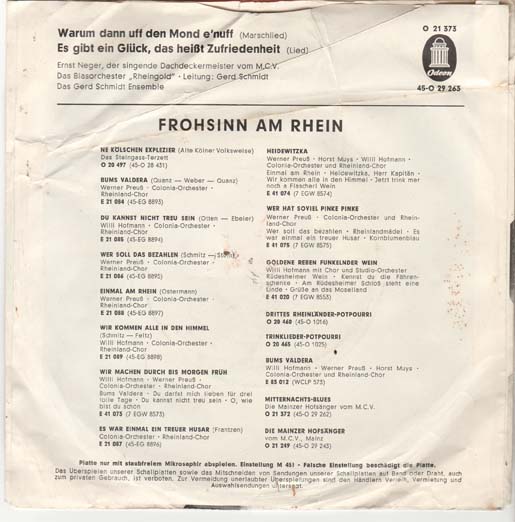 Warum dann uff den Mond e'nuff (Marschlied)
Es gibt ein Glück, das heißt Zufriedenheit (Lied)
Ernst Neger, der singende Dachdeckermeister vom M.C.V.
Das Blasorchester „Rheingold" · Leitung: Gerd Schmidt
Das Gerd Schmidt Ensemble
O 21 373
Odeon
45-O 29 263
FROHSINN AM RHEIN
NE KÖLSCHEN EXPLEZIER (Alte Kölner Volksweise)
Das Steingass-Terzett
O 20 497 (45-O 28 431)
BUMS VALDERA (Quanz — Weber — Quanz)
Werner Preuß · Colonia-Orchester ·
Rheinland-Chor
E 21 084 (45-EG 8893)
DU KANNST NICHT TREU SEIN (Otten — Ebeler)
Willi Hofmann · Colonia-Orchester ·
Rheinland-Chor
E 21 085 (45-EG 8894)
WER SOLL DAS BEZAHLEN (Schmitz — Stein)
Werner Preuß · Colonia-Orchester ·
Rheinland-Chor
E 21 086 (45-EG 8895)
EINMAL AM RHEIN (Ostermann)
Werner Preuß · Colonia-Orchester ·
Rheinland-Chor
E 21 088 (45-EG 8897)
WIR KOMMEN ALLE IN DEN HIMMEL
(Schmitz — Feltz)
Willi Hofmann · Colonia-Orchester ·
Rheinland-Chor
E 21 089 (45-EG 8898)
WIR MACHEN DURCH BIS MORGEN FRÜH
Willi Hofmann · Werner Preuß ·
Colonia-Orchester · Rheinland-Chor
Bums Valdera · Du darfst mich lieben für drei
tolle Tage · Du kannst nicht treu sein · O, wie
bist du schön
E 41 073 (7 EGW 8573)
ES WAR EINMAL EIN TREUER HUSAR (Frantzen)
Willi Hofmann · Colonia-Orchester ·
Rheinland-Chor
E 21 087 (45-EG 8896)
HEIDEWITZKA
Werner Preuß · Horst Muys · Willi Hofmann ·
Colonia-Orchester und Rheinland-Chor
Einmal am Rhein · Heidewitzka, Herr Kapitän ·
Wir kommen alle in den Himmel · Jetzt trink mer
noch a Flascherl Wein
E 41 074 (7 EGW 8574)
WER HAT SOVIEL PINKE PINKE
Werner Preuß · Colonia-Orchester und Rhein-
land-Chor
Wer soll das bezahlen · Rheinlandmädel · Es
war einmal ein treuer Husar · Kornblumenblau
E 41 075 (7 EGW 8575)
GOLDENE REBEN FUNKELNDER WEIN
Willi Hofmann mit Chor und Studio-Orchester
Rüdesheimer Wein · Kennst du die Fähren-
schenke · Am Rüdesheimer Schloß steht eine
Linde · Grüße an das Moselland
E 41 020 (7 EGW 8553)
DRITTES RHEINLÄNDER-POTPOURRI
O 20 460 (45-O 1016)
TRINKLIEDER-POTPOURRI
O 20 465 (45-O 1025)
BUMS VALDERA
Willi Hofmann · Werner Preuß · Horst Muys ·
Colonia-Orchester und Rheinland-Chor
E 83 012 (WCLP 573)
MITTERNACHTS-BLUES
Die Mainzer Hofsänger vom M.C.V.
O 21 372 (45-O 29 262)
DIE MAINZER HOFSÄNGER
vom M.C.V., Mainz
O 21 249 (45-O 29 243)
Platte nur mit staubfreiem Mikrosaphir abspielen. Einstellung M 45! - Falsche Einstellung beschädigt die Platte.
Das Überspielen unserer Schallplatten sowie das Mitschneiden von Sendungen unserer Schallplatten auf Band oder Draht, auch
zum privaten Gebrauch, ist verboten. Zur Vermeidung unerlaubter Überspielungen sind den Händlern Verleih, Vermietung und
Auswahlsendungen untersagt.